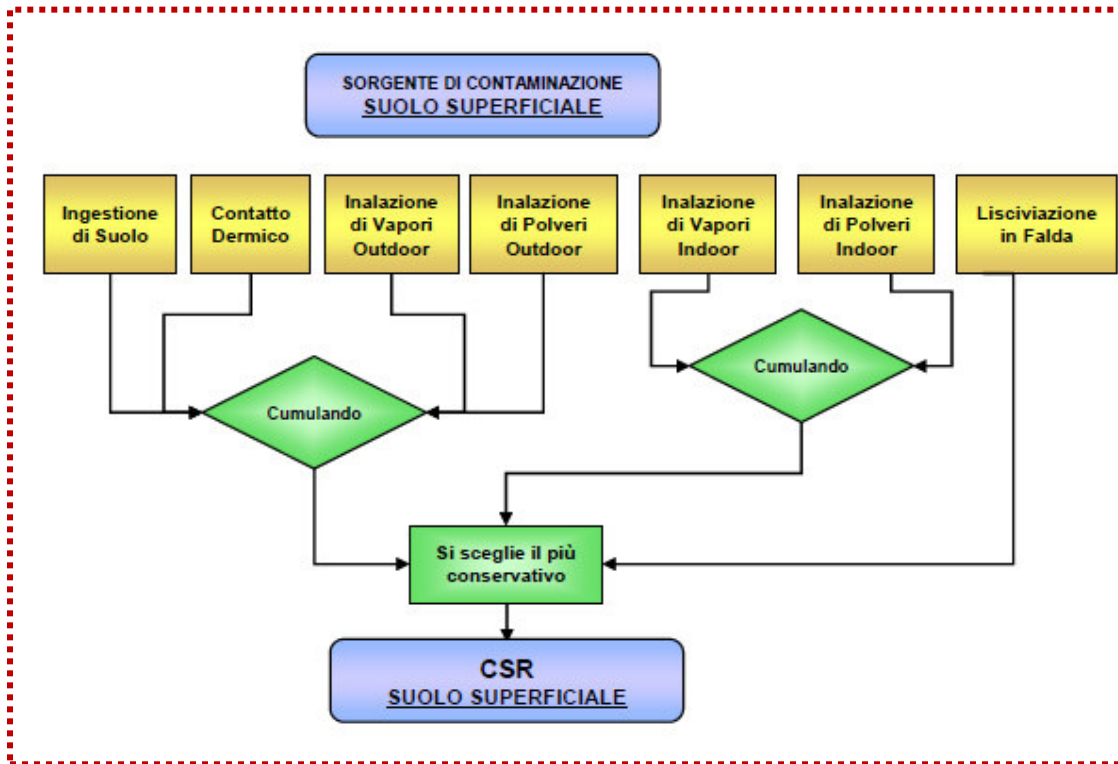 SORGENTE DI CONTAMINAZIONE
SUOLO SUPERFICIALE
Ingestione
di Suolo
Contatto
Dermico
Inalazione
di Vapori
Outdoor
Inalazione
di Polveri
Outdoor
Inalazione
di Vapori
Indoor
Inalazione
di Polveri
Indoor
Lisciviazione
in Falda
Cumulando
Cumulando
Si sceglie il più
conservativo
CSR
SUOLO SUPERFICIALE